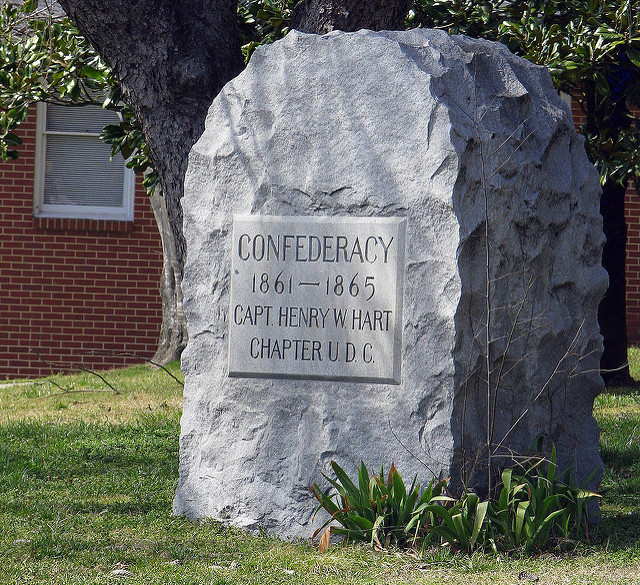 CONFEDERACY
1861—1865
CAPT. HENRY W. HART
CHAPTER U. D. C.